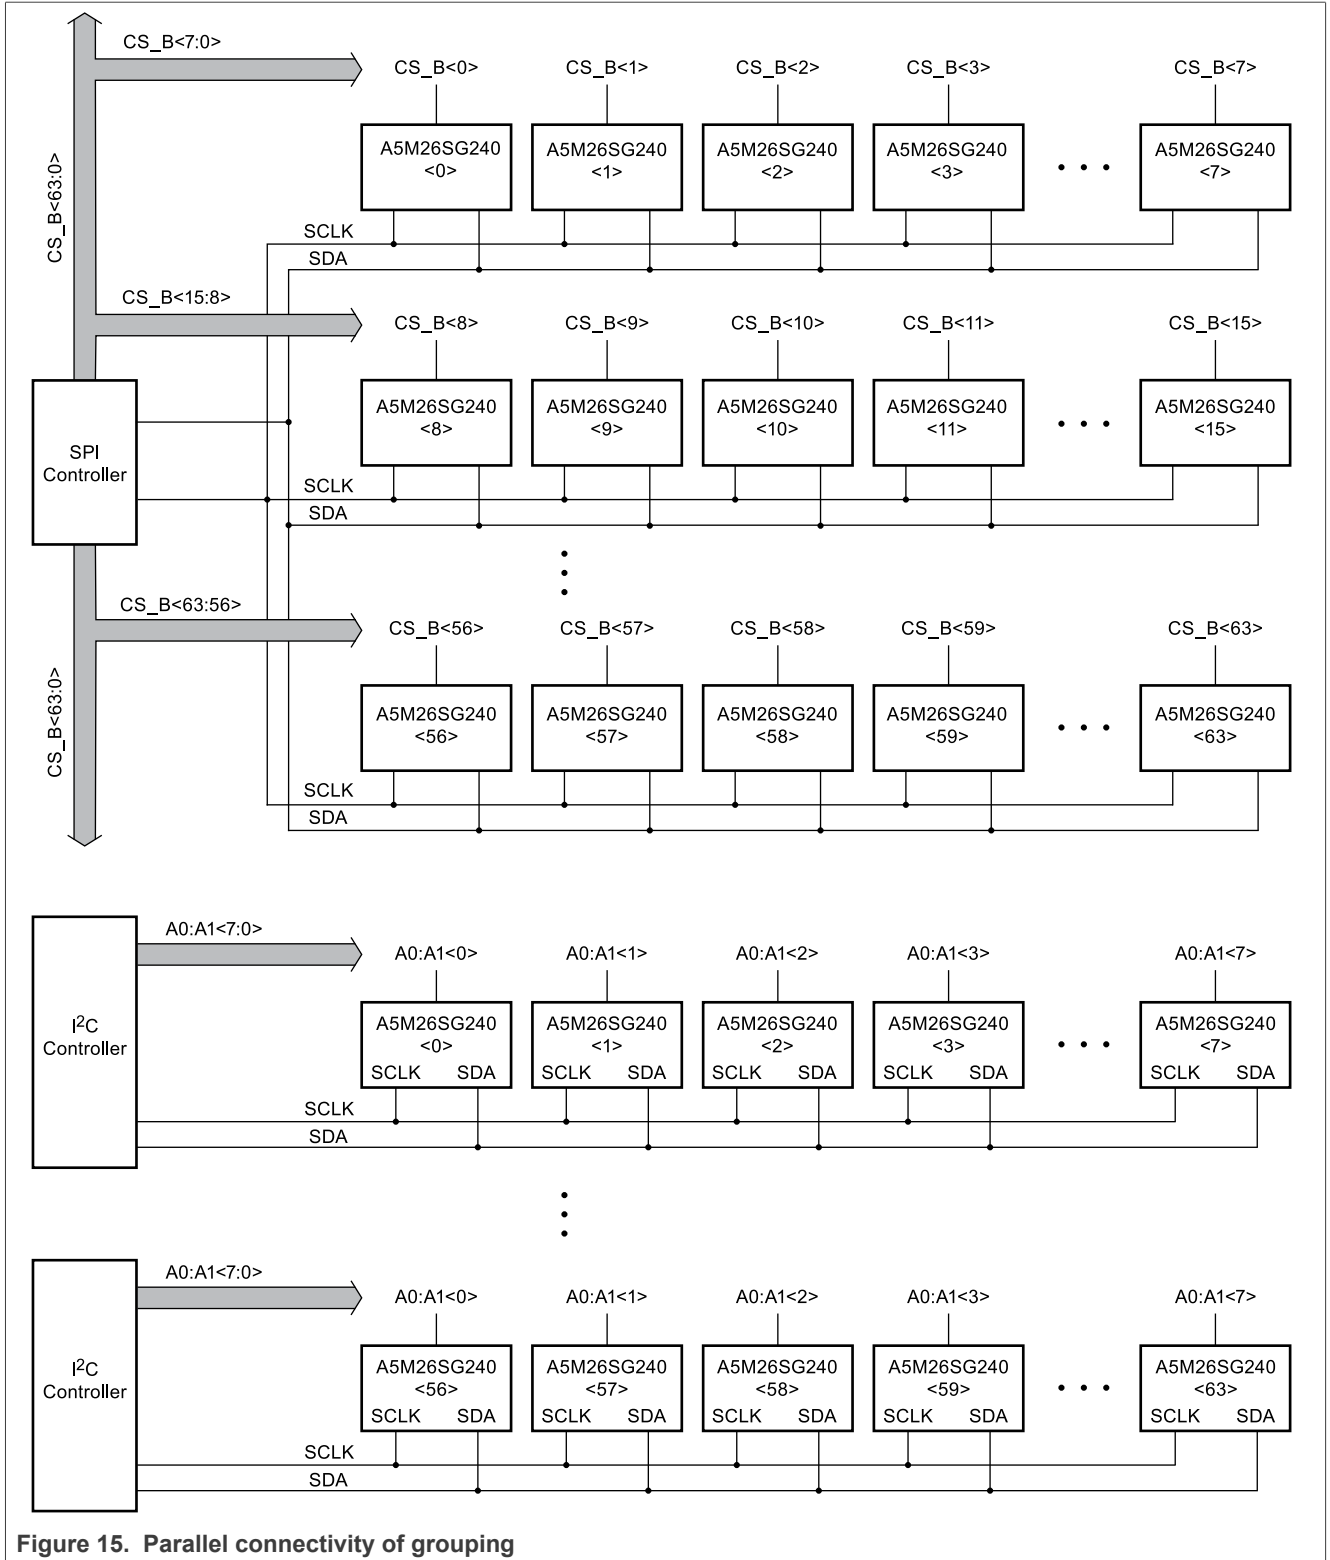 CS_B<7:0>
CS_B<0> CS_B<1> CS_B<2> CS_B<3> CS_B<7>
A5M26SG240 A5M26SG240 A5M26SG240 A5M26SG240 A5M26SG240
<0> <1> <2> <3> <7>
CS_B<63:0>
SCLK
SDA
CS_B<15:8>
CS_B<8> CS_B<9> CS_B<10> CS_B<11> CS_B<15>
A5M26SG240 A5M26SG240 A5M26SG240 A5M26SG240 A5M26SG240
<8> <9> <10> <11> <15>
SPI
Controller
SCLK
SDA
CS_B<63:56>
CS_B<56> CS_B<57> CS_B<58> CS_B<59> CS_B<63>
CS_B<63:0>
A5M26SG240 A5M26SG240 A5M26SG240 A5M26SG240 A5M26SG240
<56> <57> <58> <59> <63>
SCLK
SDA
A0:A1<7:0>
A0:A1<0> A0:A1<1> A0:A1<2> A0:A1<3> A0:A1<7>
I2C
Controller
A5M26SG240 A5M26SG240 A5M26SG240 A5M26SG240 A5M26SG240
<0> <1> <2> <3> <7>
SCLK SDA SCLK SDA SCLK SDA SCLK SDA SCLK SDA
SCLK
SDA
A0:A1<7:0>
A0:A1<0> A0:A1<1> A0:A1<2> A0:A1<3> A0:A1<7>
I2C
Controller
A5M26SG240 A5M26SG240 A5M26SG240 A5M26SG240 A5M26SG240
<56> <57> <58> <59> <63>
SCLK SDA SCLK SDA SCLK SDA SCLK SDA SCLK SDA
SCLK
SDA
Figure 15. Parallel connectivity of grouping